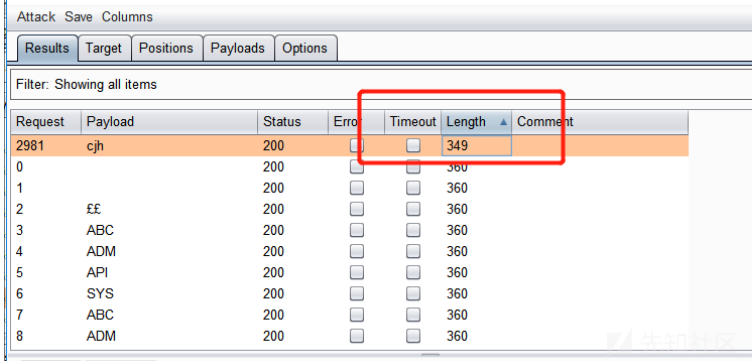 Attack Save Columns
Results Target Positions Payloads Options
Filter: Showing all items
Request Payload Status Error Timeout Length Comment
2981 cjh 200 349
0 200 360
1 200 360
2 ££ 200 360
3 ABC 200 360
4 ADM 200 360
5 API 200 360
6 SYS 200 360
7 ABC 200 360
8 ADM 200 360
先知社区